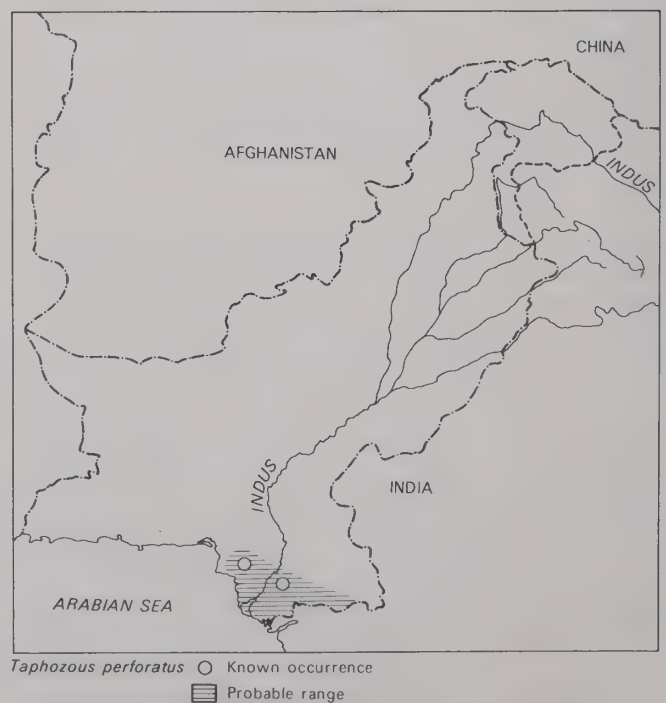 CHINA
AFGHANISTAN
INDUS
INDUS
INDIA
ARABIAN SEA
Taphozous perforatus Known occurrence
Probable range